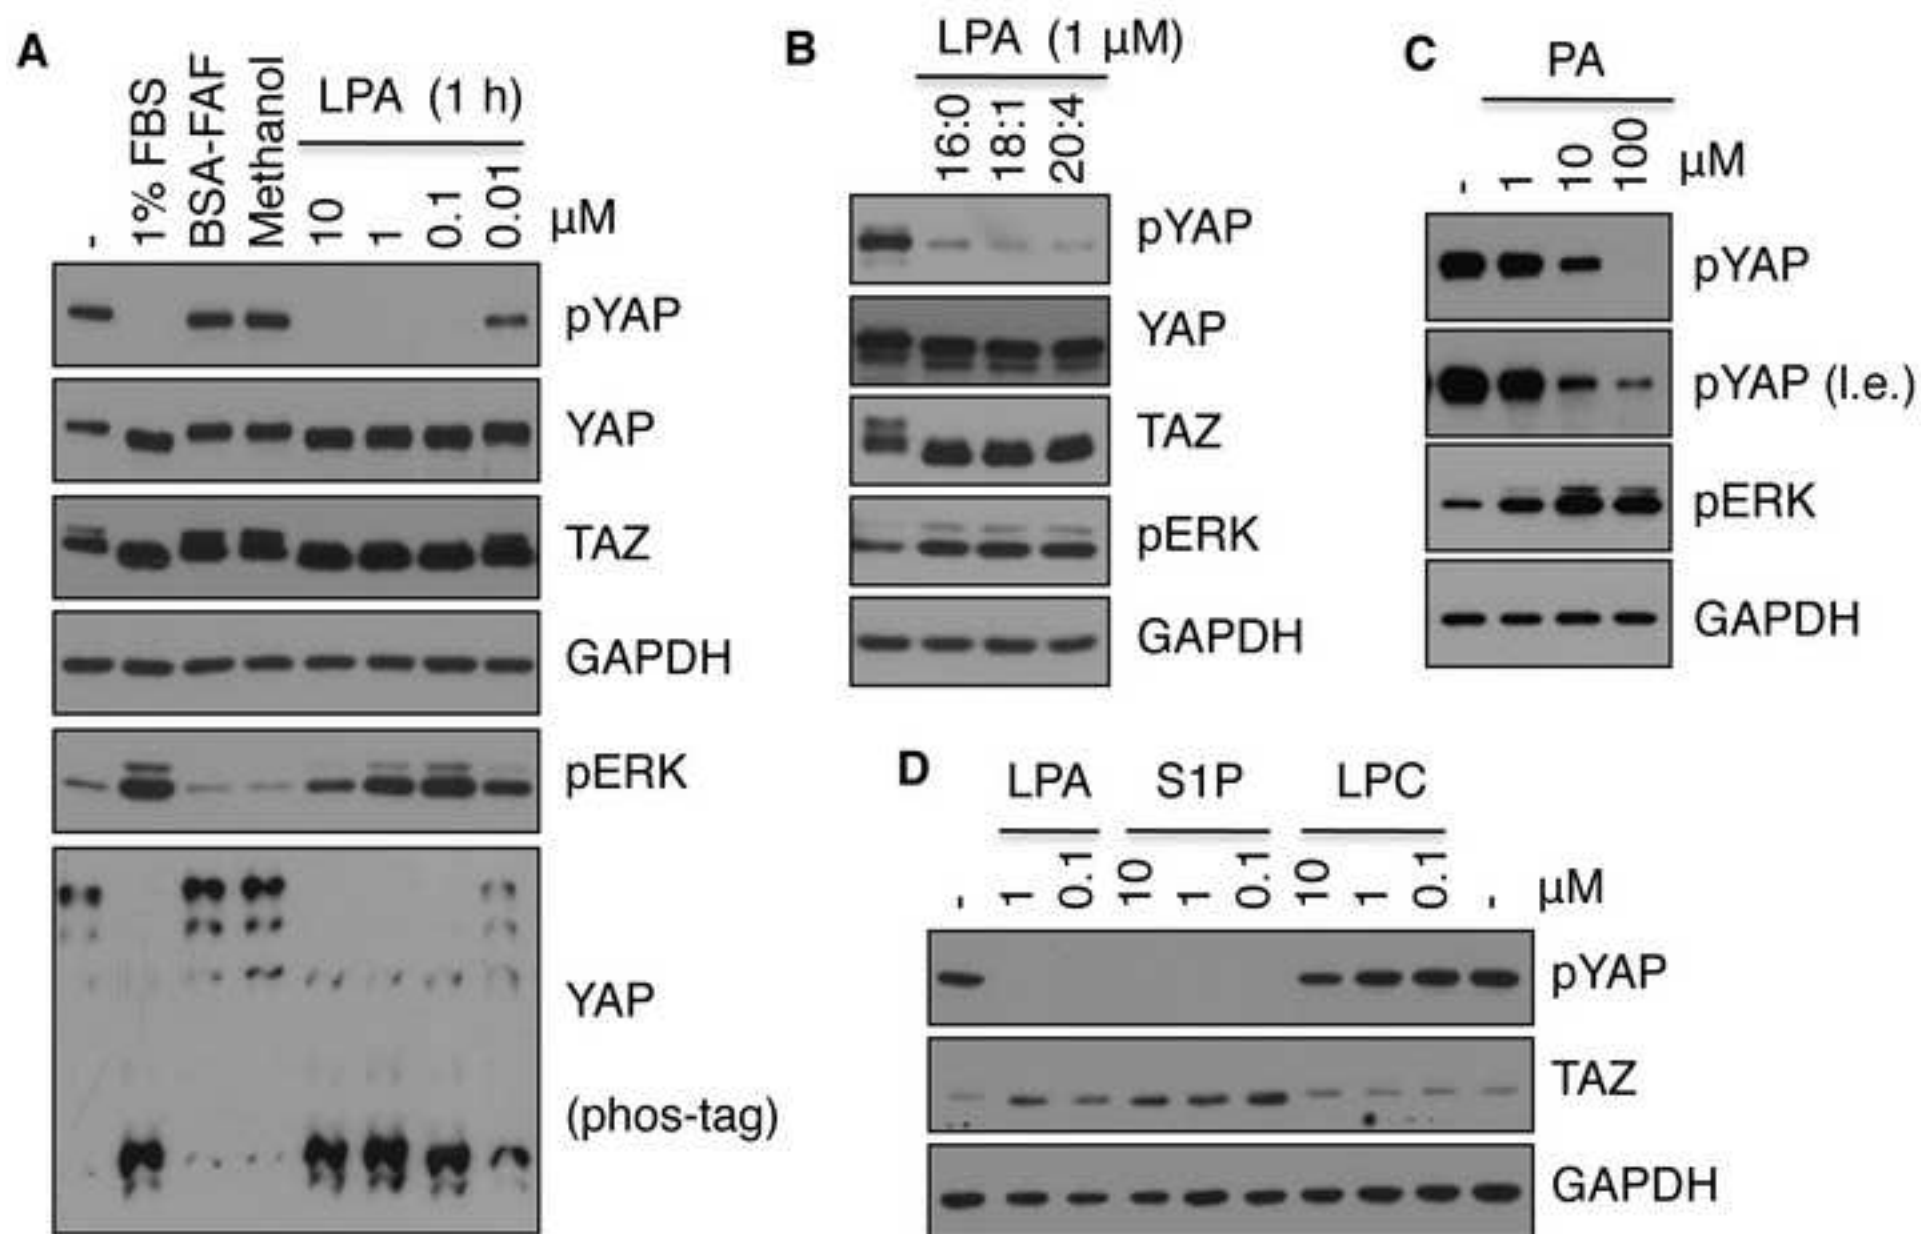 A
-
1% FBS
BSA-FAF
Methanol
LPA (1 h)
10
1
0.1
0.01
µM
pYAP
YAP
TAZ
GAPDH
pERK
YAP
(phos-tag)
B
LPA (1 µM)
16:0
18:1
20:4
pYAP
YAP
TAZ
pERK
GAPDH
C
PA
-
1
10
100
µM
pYAP
pYAP (l.e.)
pERK
GAPDH
D
LPA
S1P
LPC
-
1
0.1
10
1
0.1
10
1
0.1
-
µM
pYAP
TAZ
GAPDH